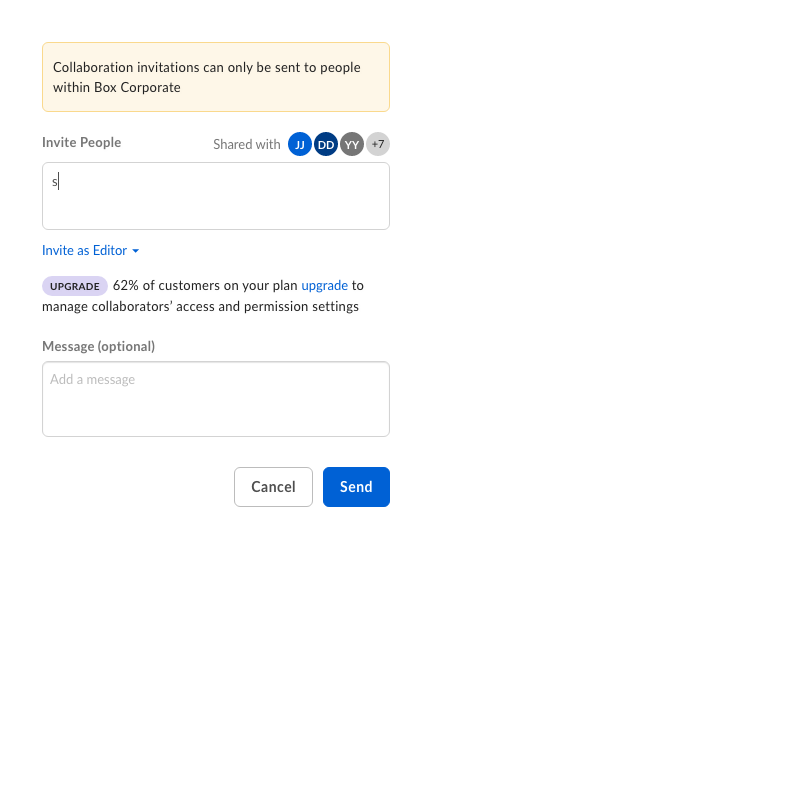 Collaboration invitations can only be sent to people
within Box Corporate
Invite People
Shared with JJ DD YY +7
s
Invite as Editor
UPGRADE 62% of customers on your plan upgrade to
manage collaborators’ access and permission settings
Message (optional)
Add a message
Cancel Send